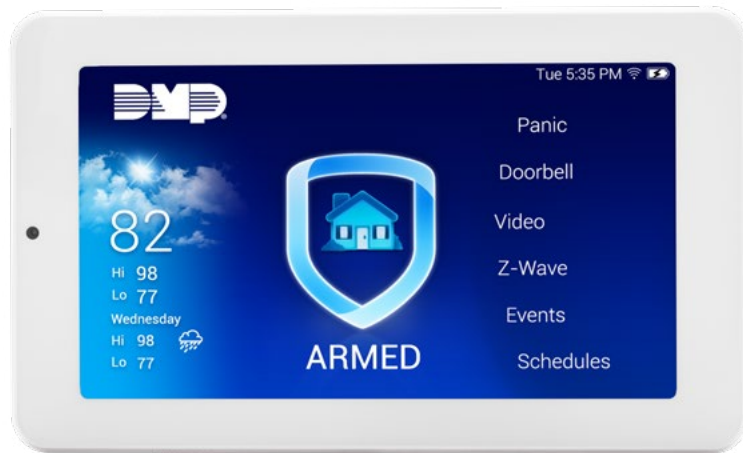 Tue 5:35 PM
DMP
Panic
Doorbell
Video
Z-Wave
Events
Schedules
82
Hi 98
Lo 77
Wednesday
Hi 98
Lo 77
ARMED